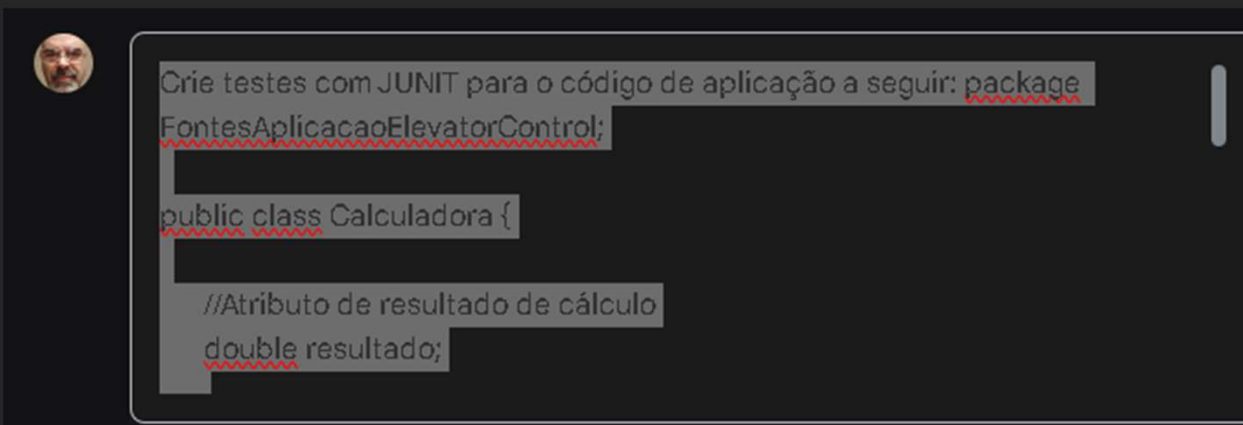 Crie testes com JUNIT para o código de aplicação a seguir: package
FontesAplicacaoElevatorControl;
public class Calculadora {
//Atributo de resultado de cálculo
double resultado;